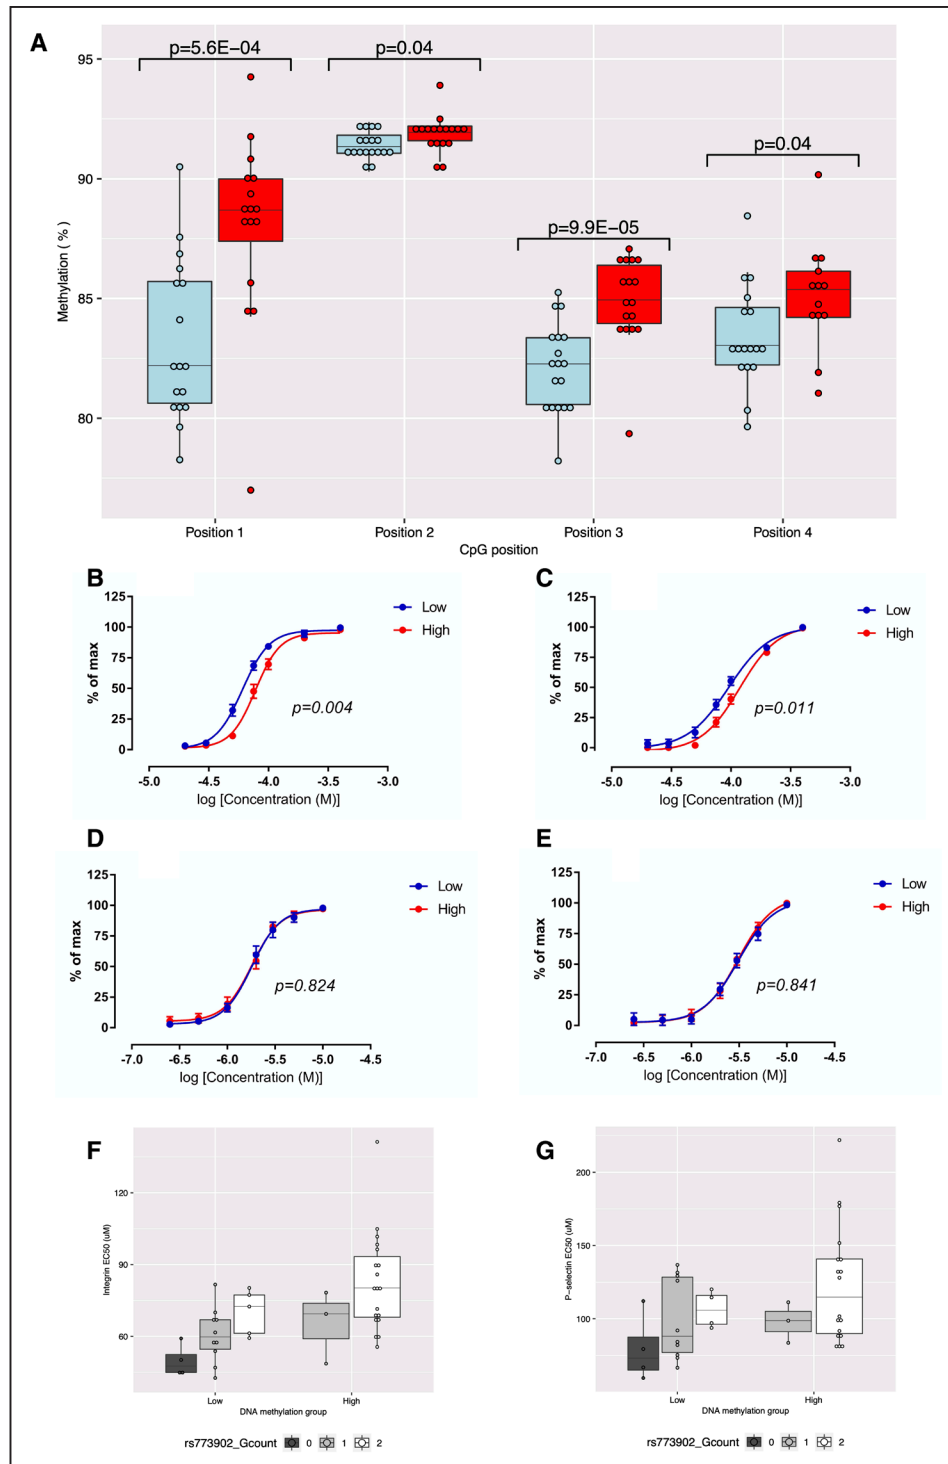 A
p=5.6E−04
p=0.04
p=0.04
p=9.9E−05
95
90
85
80
Methylation ( % )
Position 1
Position 2
Position 3
Position 4
CpG position
B
125
100
75
50
25
0
% of max
Low
High
p=0.004
-5.0
-4.5
-4.0
-3.5
-3.0
log [Concentration (M)]
C
125
100
75
50
25
0
% of max
Low
High
p=0.011
-5.0
-4.5
-4.0
-3.5
-3.0
log [Concentration (M)]
D
125
100
75
50
25
0
% of max
Low
High
p=0.824
-7.0
-6.5
-6.0
-5.5
-5.0
-4.5
log [Concentration (M)]
E
125
100
75
50
25
0
% of max
Low
High
p=0.841
-7.0
-6.5
-6.0
-5.5
-5.0
-4.5
log [Concentration (M)]
F
120
90
60
Integrin EC50 (uM)
Low
High
DNA methylation group
rs773902_Gcount 0 1 2
G
200
150
100
P−selectin EC50 (uM)
Low
High
DNA methylation group
rs773902_Gcount 0 1 2